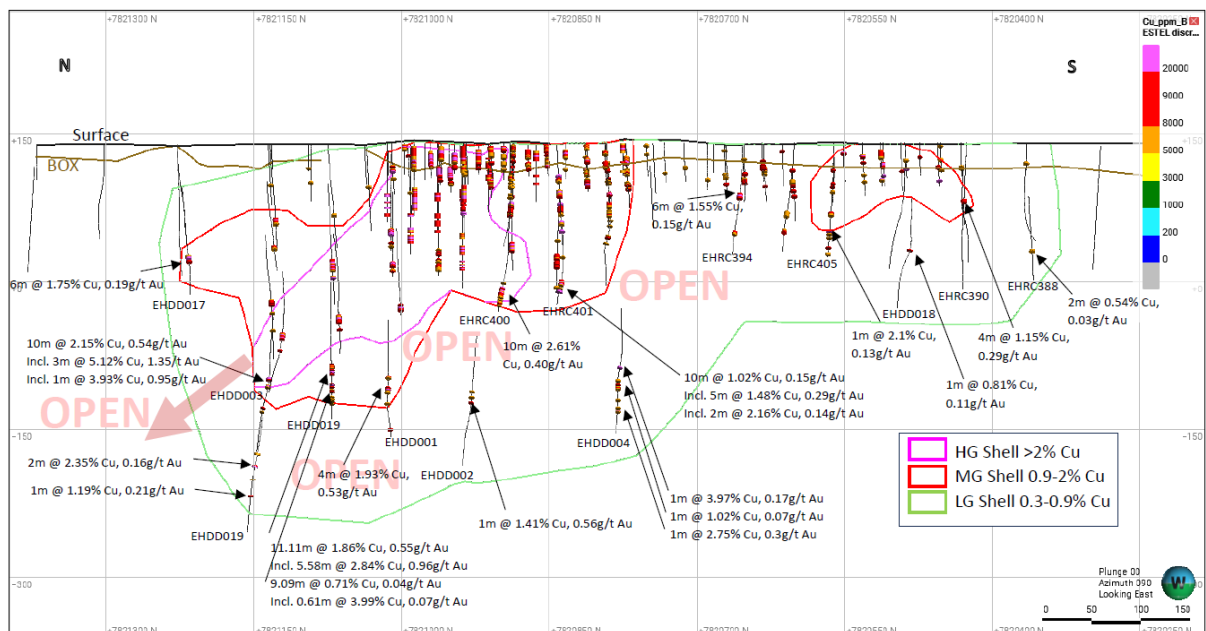 +7821300 N
+7821150 N
+7821000 N
+7820850 N
+7820700 N
+7820550 N
+7820400 N
Cu_ppm_B
ESTEL discr...
20000
9000
8000
5000
3000
1000
200
0
N
S
+150
+150
Surface
BOX
6m @ 1.55% Cu,
0.15g/t Au
EHRC394
EHRC405
6m @ 1.75% Cu, 0.19g/t Au
EHDD017
OPEN
EHRC400
EHRC401
EHDD018
EHRC390
EHRC388
2m @ 0.54% Cu,
0.03g/t Au
1m @ 2.1% Cu,
0.13g/t Au
4m @ 1.15% Cu,
0.29g/t Au
1m @ 0.81% Cu,
0.11g/t Au
10m @ 2.15% Cu, 0.54g/t Au
Incl. 3m @ 5.12% Cu, 1.35g/t Au
Incl. 1m @ 3.93% Cu, 0.95g/t Au
OPEN
10m @ 2.61%
Cu, 0.40g/t Au
10m @ 1.02% Cu, 0.15g/t Au
Incl. 5m @ 1.48% Cu, 0.29g/t Au
Incl. 2m @ 2.16% Cu, 0.14g/t Au
EHDD003
OPEN
EHDD019
EHDD001
EHDD004
-150
-150
2m @ 2.35% Cu, 0.16g/t Au
OPEN
4m @ 1.93% Cu,
0.53g/t Au
EHDD002
1m @ 1.19% Cu, 0.21g/t Au
1m @ 1.41% Cu, 0.56g/t Au
EHDD019
1m @ 3.97% Cu, 0.17g/t Au
1m @ 1.02% Cu, 0.07g/t Au
1m @ 2.75% Cu, 0.3g/t Au
HG Shell >2% Cu
MG Shell 0.9-2% Cu
LG Shell 0.3-0.9% Cu
11.11m @ 1.86% Cu, 0.55g/t Au
Incl. 5.58m @ 2.84% Cu, 0.96g/t Au
9.09m @ 0.71% Cu, 0.04g/t Au
Incl. 0.61m @ 3.99% Cu, 0.07g/t Au
-300
Plunge 00
Azimuth 090
Looking East
W
0 50 100 150
+7821300 N
+7821150 N
+7821000 N
+7820850 N
+7820700 N
+7820550 N
+7820400 N